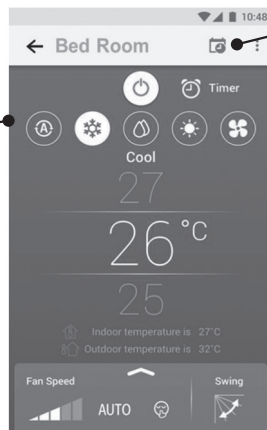 10:48
Bed Room
Timer
A
Cool
27
26°C
25
Indoor temperature is 27°C
Outdoor temperature is 32°C
Fan Speed
Swing
AUTO